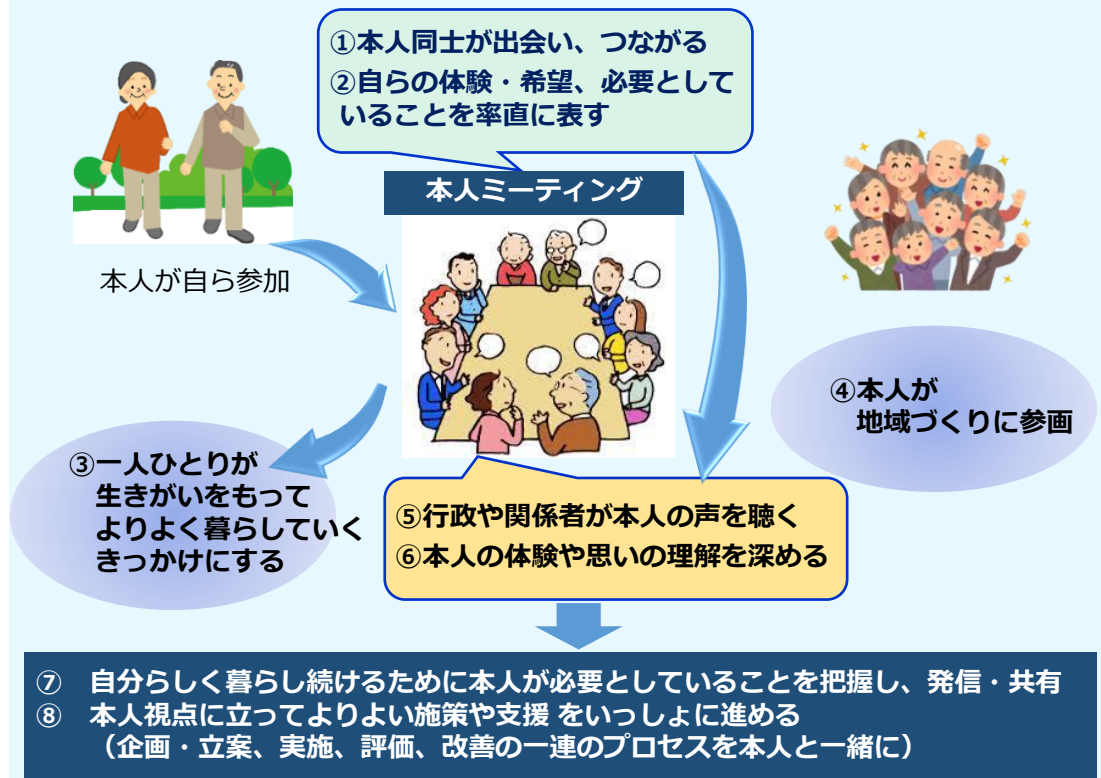 ①本人同士が出会い、つながる
②自らの体験・希望、必要として
いることを率直に表す
本人ミーティング
本人が自ら参加
③一人ひとりが
生きがいをもって
よりよく暮らしていく
きっかけにする
④本人が
地域づくりに参画
⑤行政や関係者が本人の声を聴く
⑥本人の体験や思いの理解を深める
⑦ 自分らしく暮らし続けるために本人が必要としていることを把握し、発信・共有
⑧ 本人視点に立ってよりよい施策や支援 をいっしょに進める
（企画・立案、実施、評価、改善の一連のプロセスを本人と一緒に）